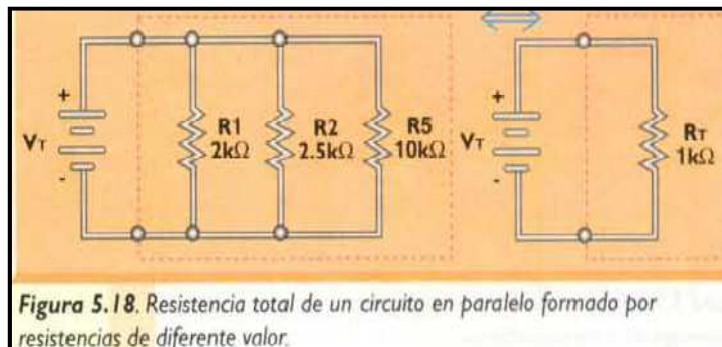 +
VT
-
R1
2kΩ
R2
2.5kΩ
R5
10kΩ
+
VT
-
RT
1kΩ
Figura 5.18. Resistencia total de un circuito en paralelo formado por
resistencias de diferente valor.